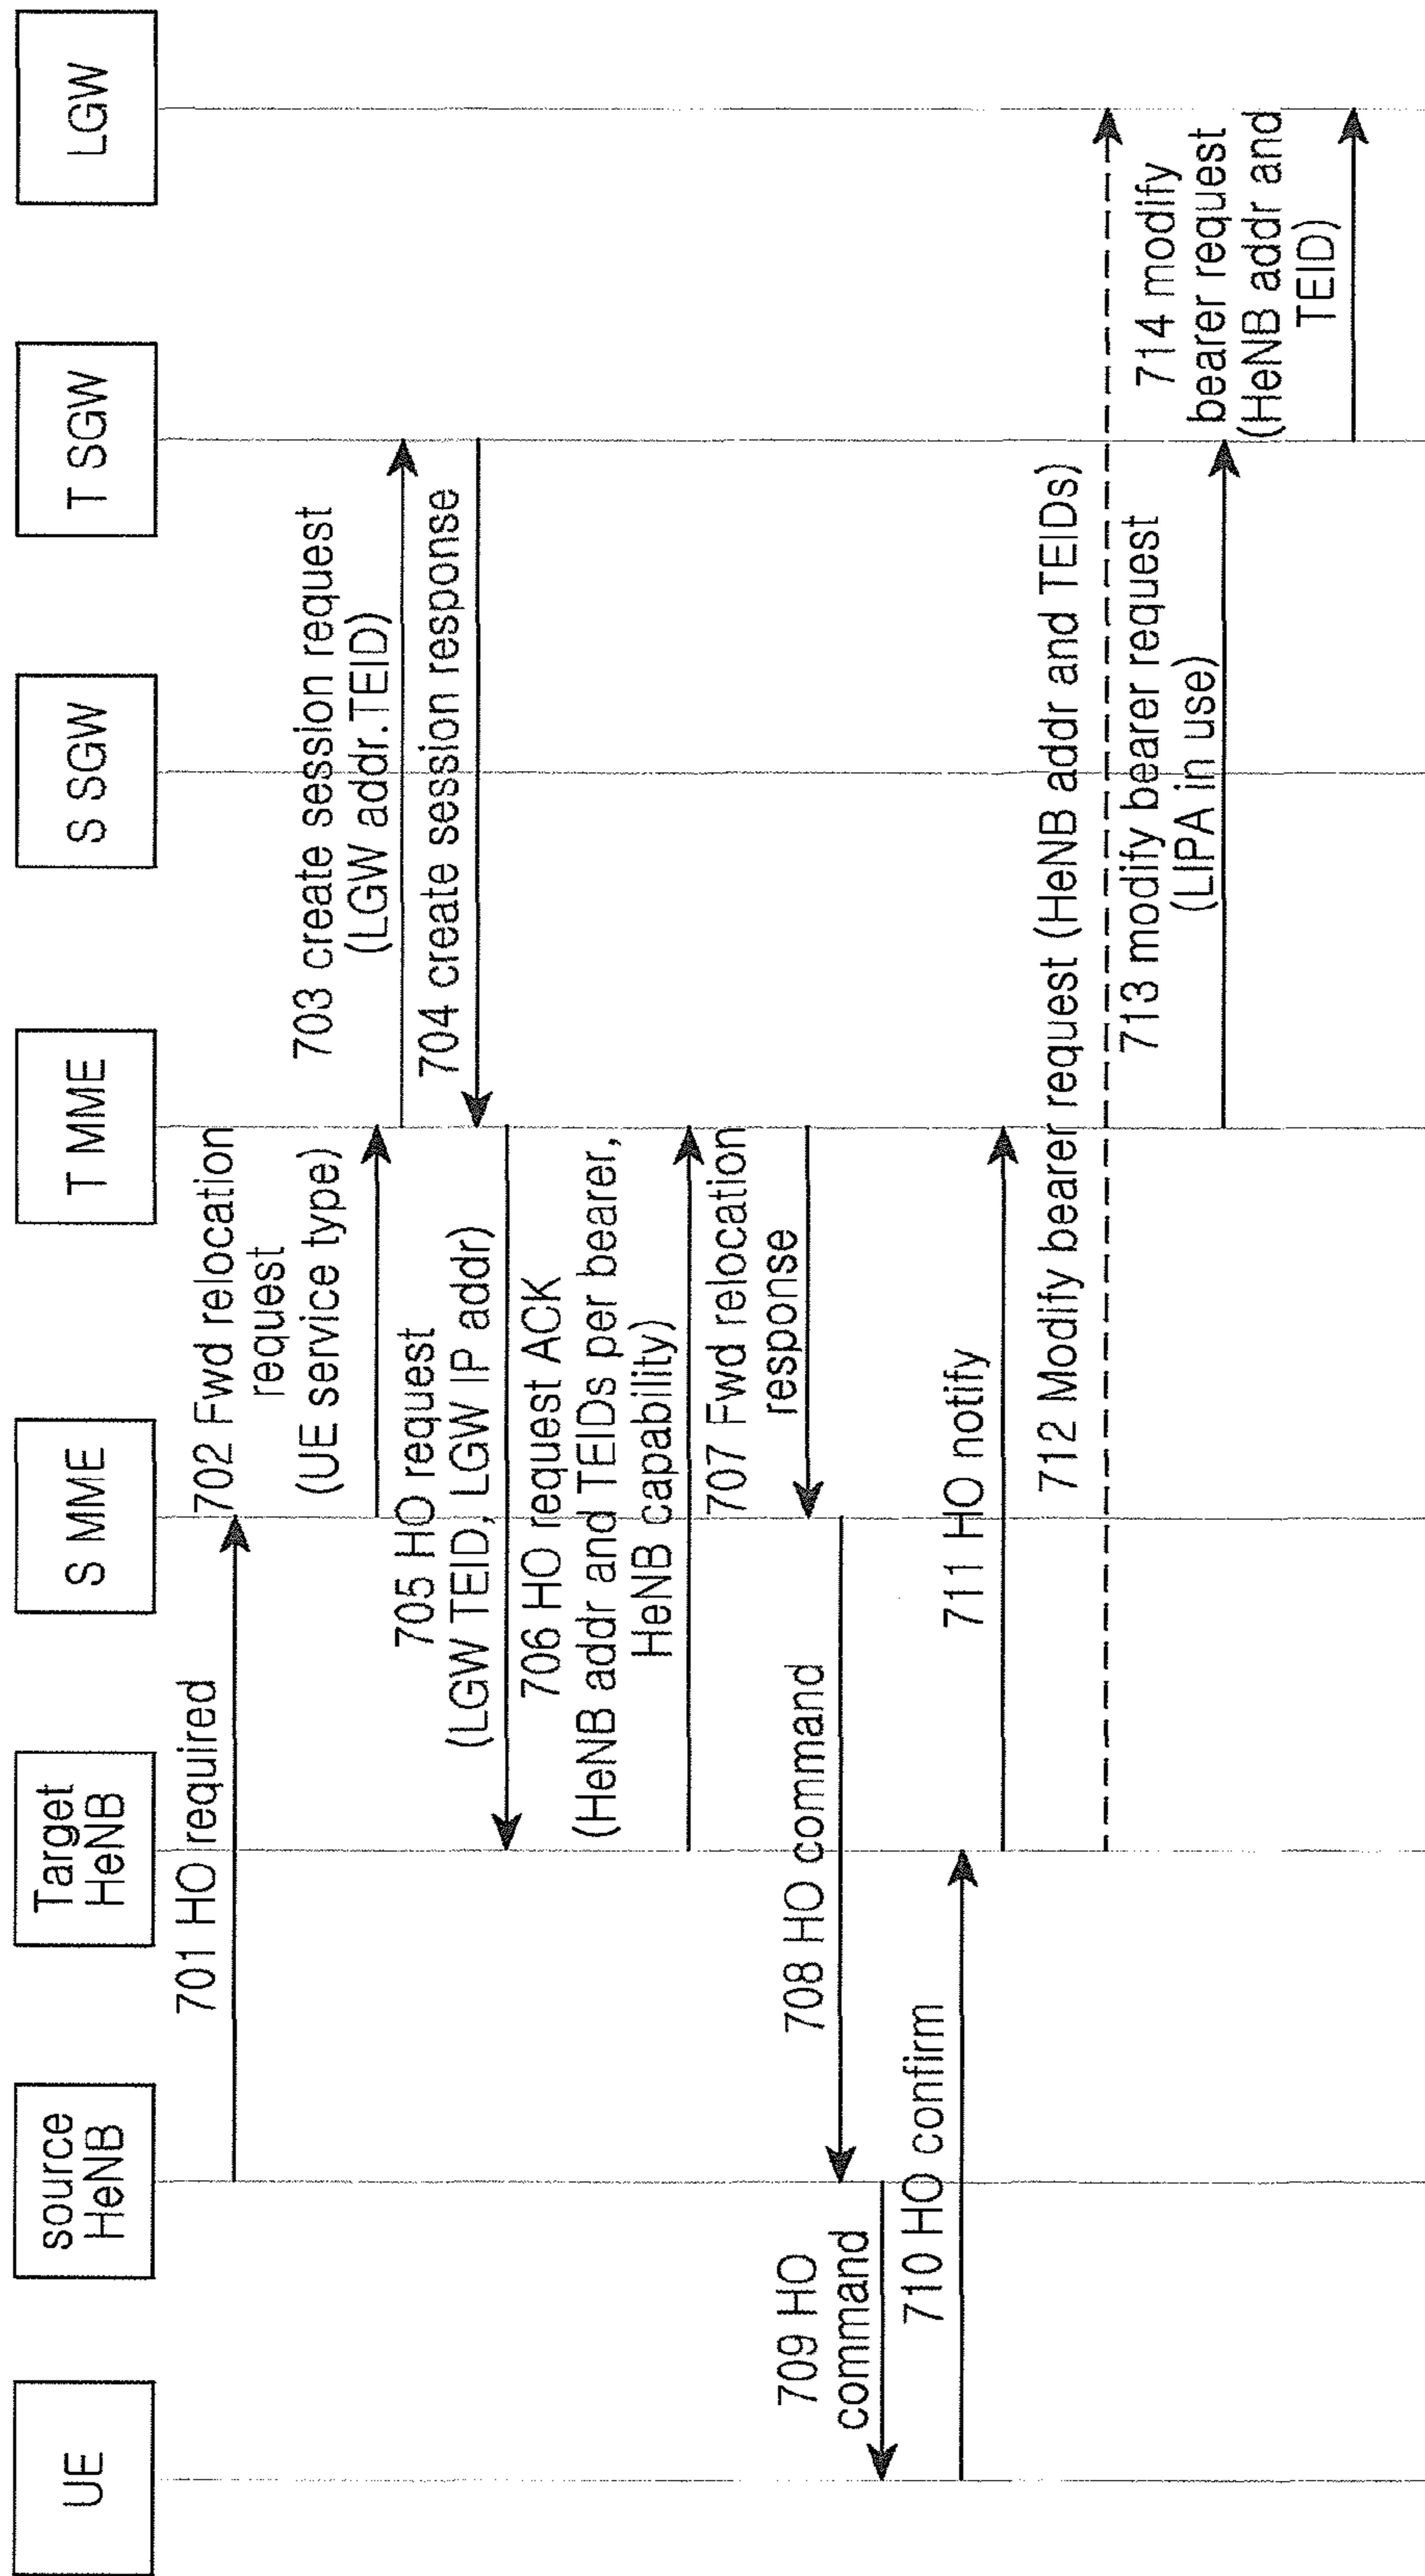 UE
source
HeNB
Target
HeNB
S MME
T MME
S SGW
T SGW
LGW
701 HO required
702 Fwd relocation
request
(UE service type)
703 create session request
(LGW addr.TEID)
704 create session response
705 HO request
(LGW TEID, LGW IP addr)
706 HO request ACK
(HeNB addr and TEIDs per bearer,
HeNB capability)
707 Fwd relocation
response
708 HO command
709 HO
command
710 HO confirm
711 HO notify
712 Modify bearer request (HeNB addr and TEIDs)
713 modify bearer request
(LIPA in use)
714 modify
bearer request
(HeNB addr and
TEID)